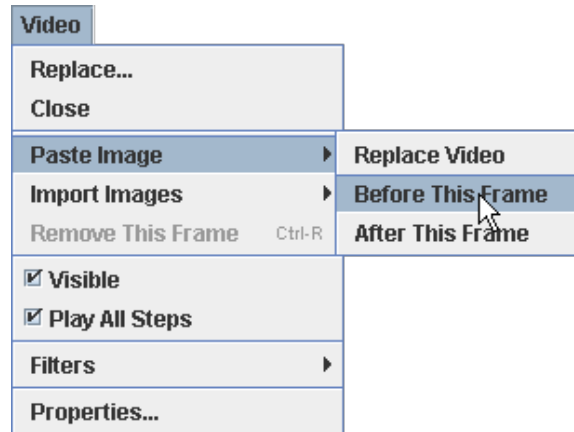 Video
Replace...
Close
Paste Image
Replace Video
Import Images
Before This Frame
Remove This Frame Ctrl-R
After This Frame
Visible
Play All Steps
Filters
Properties...